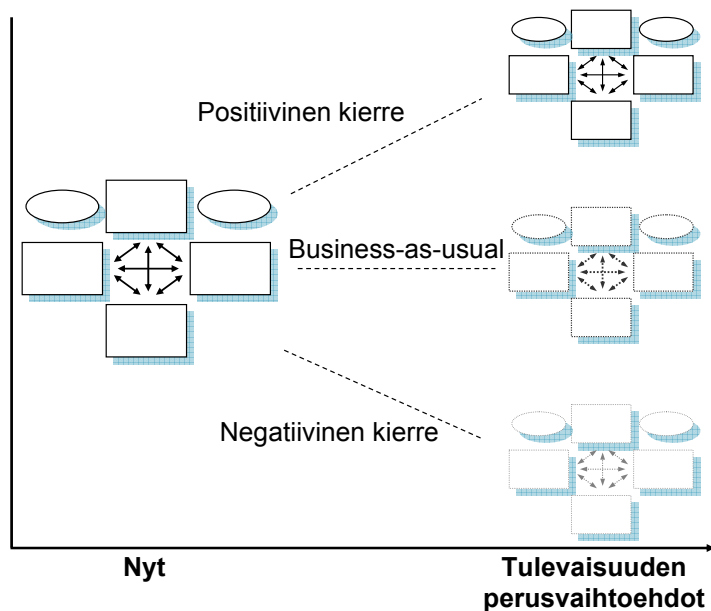 Positiivinen kierre
Business-as-usual
Negatiivinen kierre
Nyt
Tulevaisuuden
perusvaihtoehdot